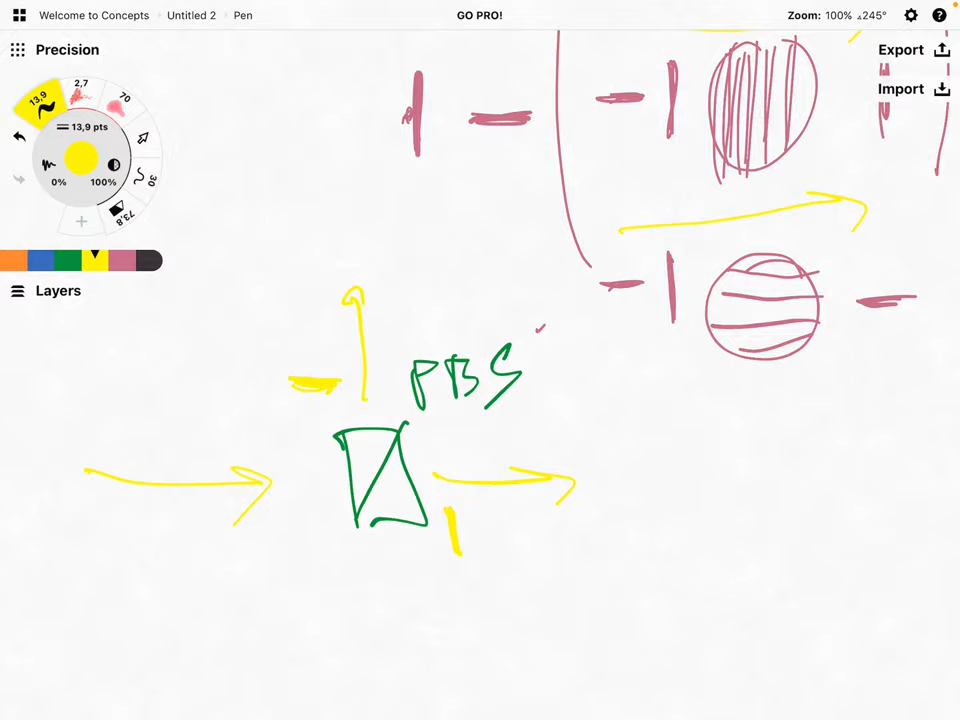 Welcome to Concepts › Untitled 2 › Pen
GO PRO!
Zoom: 100% ⊿245°
Precision
Export
Import
2,7
13,9
70
13,9 pts
0%
100%
30
73,8
Layers
PBS